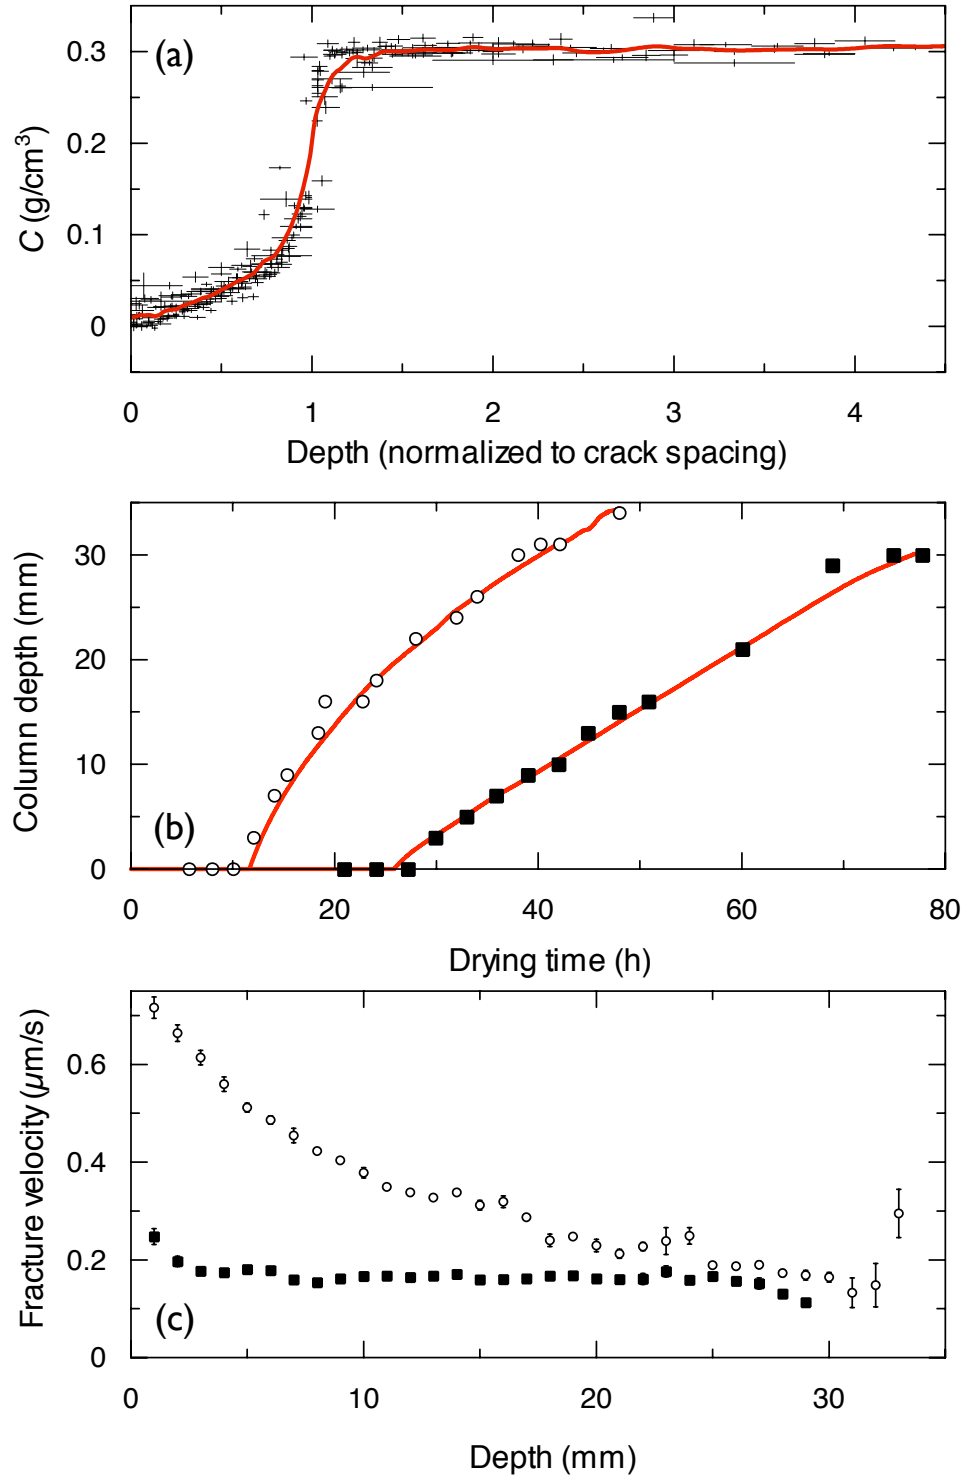 (a)
C (g/cm³)
0.3
0.2
0.1
0
0 1 2 3 4
Depth (normalized to crack spacing)
(b)
Column depth (mm)
30
20
10
0
0 20 40 60 80
Drying time (h)
(c)
Fracture velocity (µm/s)
0.6
0.4
0.2
0
0 10 20 30
Depth (mm)